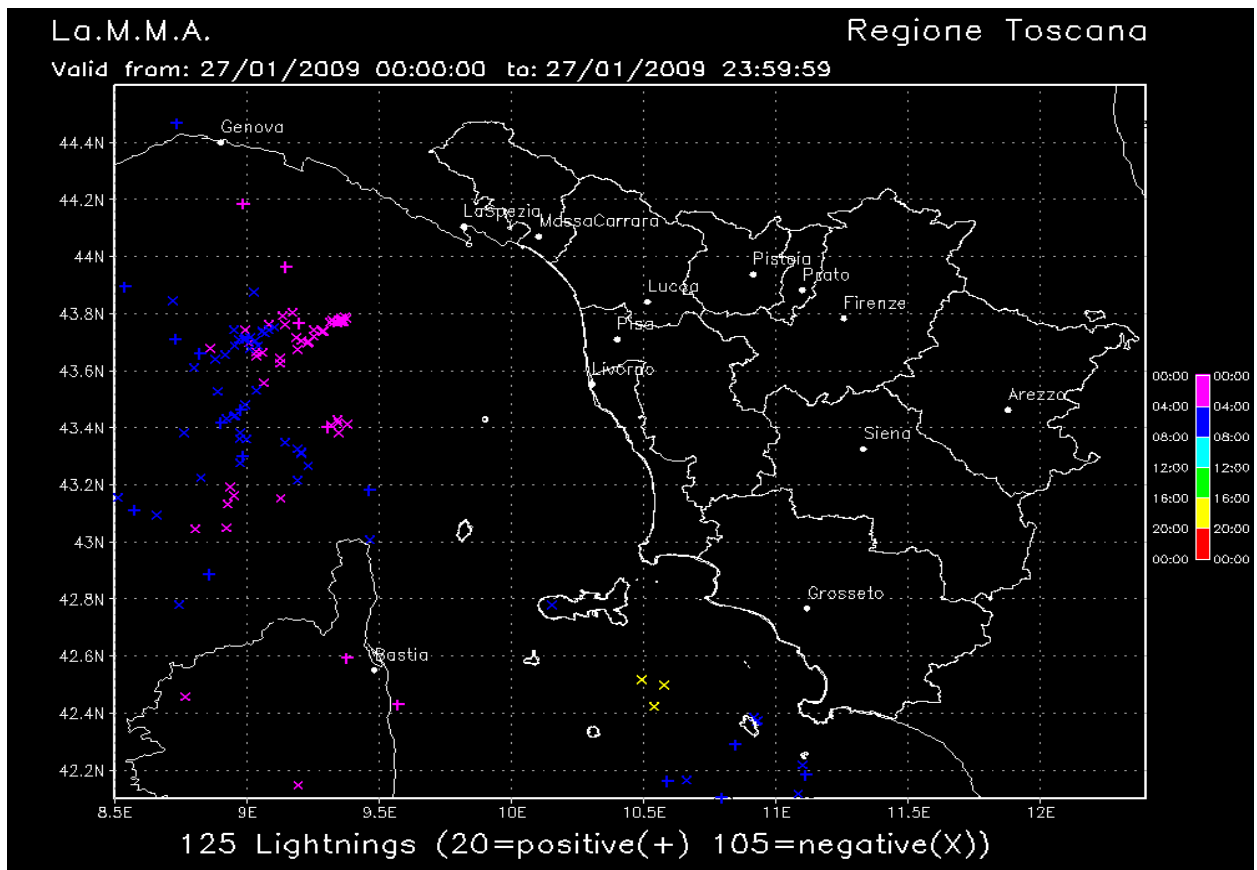 La.M.M.A. Regione Toscana
Valid from: 27/01/2009 00:00:00 to: 27/01/2009 23:59:59
Genova
44.4N
44.2N
LaSpezia
MassaCarrara
44N
Pistoia
Prato
Lucca
Firenze
43.8N
Pisa
43.6N
Livorno
Arezzo
43.4N
Siena
00:00 00:00
04:00 04:00
08:00 08:00
12:00 12:00
16:00 16:00
20:00 20:00
00:00 00:00
43.2N
43N
42.8N
Grosseto
42.6N
Bastia
42.4N
42.2N
8.5E 9E 9.5E 10E 10.5E 11E 11.5E 12E
125 Lightnings (20=positive(+) 105=negative(X))